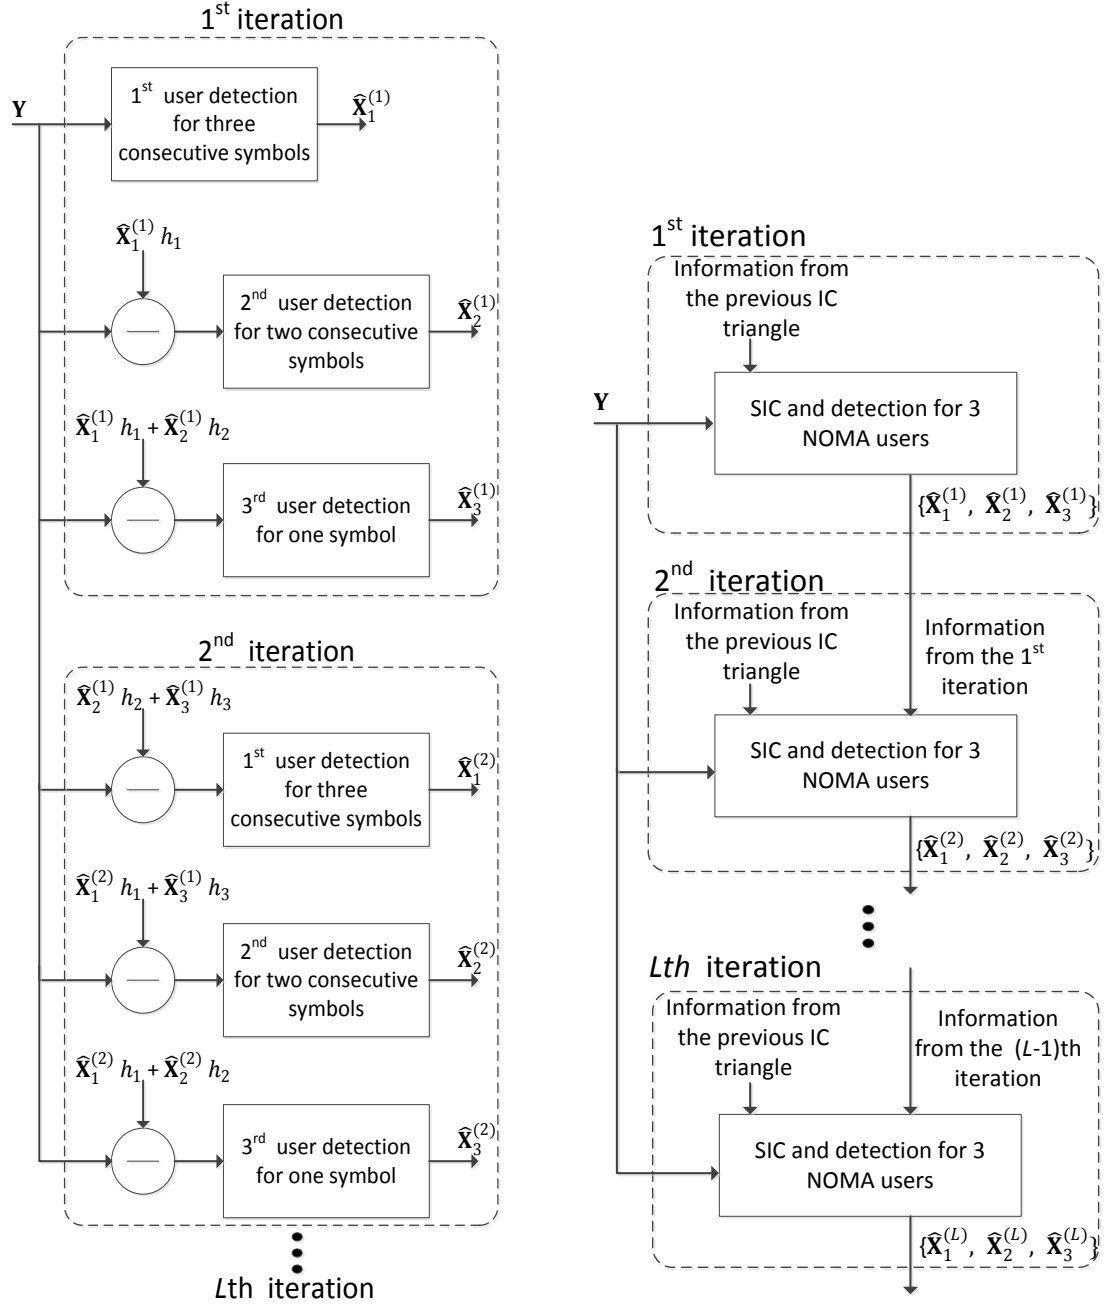 1st iteration
Y
1st user detection
for three
consecutive symbols
X̂₁⁽¹⁾
X̂₁⁽¹⁾ h₁
2nd user detection
for two consecutive
symbols
X̂₂⁽¹⁾
X̂₁⁽¹⁾ h₁ + X̂₂⁽¹⁾ h₂
3rd user detection
for one symbol
X̂₃⁽¹⁾
2nd iteration
X̂₂⁽¹⁾ h₂ + X̂₃⁽¹⁾ h₃
1st user detection
for three
consecutive symbols
X̂₁⁽²⁾
X̂₁⁽²⁾ h₁ + X̂₃⁽¹⁾ h₃
2nd user detection
for two consecutive
symbols
X̂₂⁽²⁾
X̂₁⁽²⁾ h₁ + X̂₂⁽²⁾ h₂
3rd user detection
for one symbol
X̂₃⁽²⁾
Lth iteration
1st iteration
Information from
the previous IC
triangle
Y
SIC and detection for 3
NOMA users
{X̂₁⁽¹⁾, X̂₂⁽¹⁾, X̂₃⁽¹⁾}
2nd iteration
Information from
the previous IC
triangle
Information
from the 1st
iteration
SIC and detection for 3
NOMA users
{X̂₁⁽²⁾, X̂₂⁽²⁾, X̂₃⁽²⁾}
Lth iteration
Information from
the previous IC
triangle
Information
from the (L-1)th
iteration
SIC and detection for 3
NOMA users
{X̂₁⁽ᴸ⁾, X̂₂⁽ᴸ⁾, X̂₃⁽ᴸ⁾}